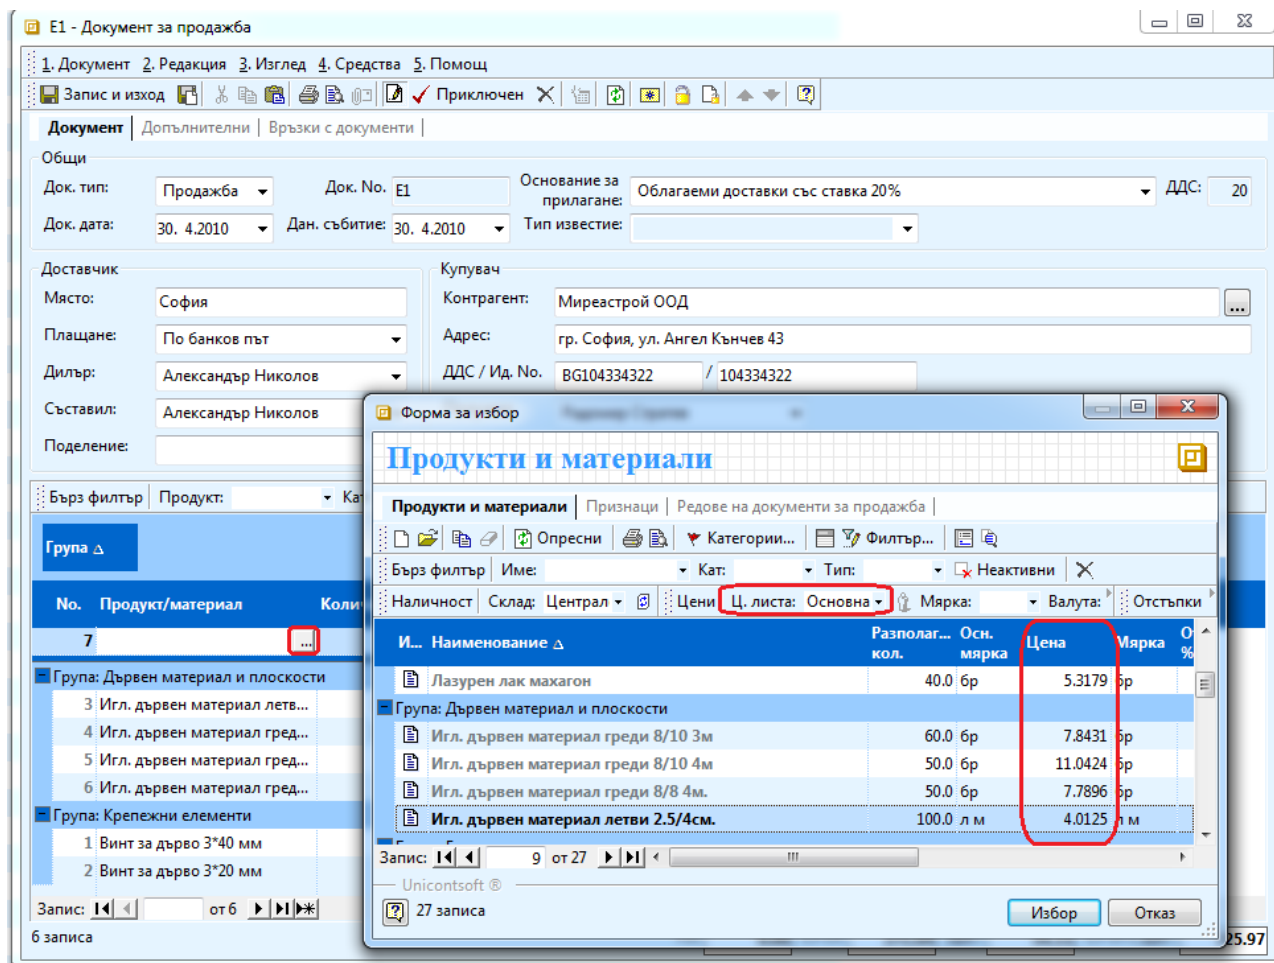 E1 - Документ за продажба
1. Документ 2. Редакция 3. Изглед 4. Средства 5. Помощ
Запис и изход Приключен
Документ Допълнителни Връзки с документи
Общи
Док. тип: Продажба Док. No. E1 Основание за прилагане: Облагаеми доставки със ставка 20% ДДС: 20
Док. дата: 30. 4.2010 Дан. събитие: 30. 4.2010 Тип известие:
Доставчик Купувач
Място: София Контрагент: Миреастрой ООД ...
Плащане: По банков път Адрес: гр. София, ул. Ангел Кънчев 43
Дилър: Александър Николов ДДС / Ид. No. BG104334322 / 104334322
Съставил: Александър Николов
Поделение:
Бърз филтър Продукт:
Група
No. Продукт/материал
7 ...
Група: Дървен материал и плоскости
3 Игл. дървен материал летв...
4 Игл. дървен материал гред...
5 Игл. дървен материал гред...
6 Игл. дървен материал гред...
Група: Крепежни елементи
1 Винт за дърво 3*40 мм
2 Винт за дърво 3*20 мм
Запис: от 6
6 записа
25.97
Форма за избор
Продукти и материали
Продукти и материали Признаци Редове на документи за продажба
Опресни Категории... Филтър...
Бърз филтър Име: Кат: Тип: Неактивни
Наличност Склад: Централ Цени Ц. листа: Основна Мярка: Валута: Отстъпки
И... Наименование Разполаг... кол. Осн. мярка Цена Мярка %
Лазурен лак махагон 40.0 бр 5.3179 бр
Група: Дървен материал и плоскости
Игл. дървен материал греди 8/10 3м 60.0 бр 7.8431 бр
Игл. дървен материал греди 8/10 4м 50.0 бр 11.0424 бр
Игл. дървен материал греди 8/8 4м. 50.0 бр 7.7896 бр
Игл. дървен материал летви 2.5/4см. 100.0 л м 4.0125 л м
Запис: 9 от 27
Unicontsoft ®
27 записа Избор Отказ